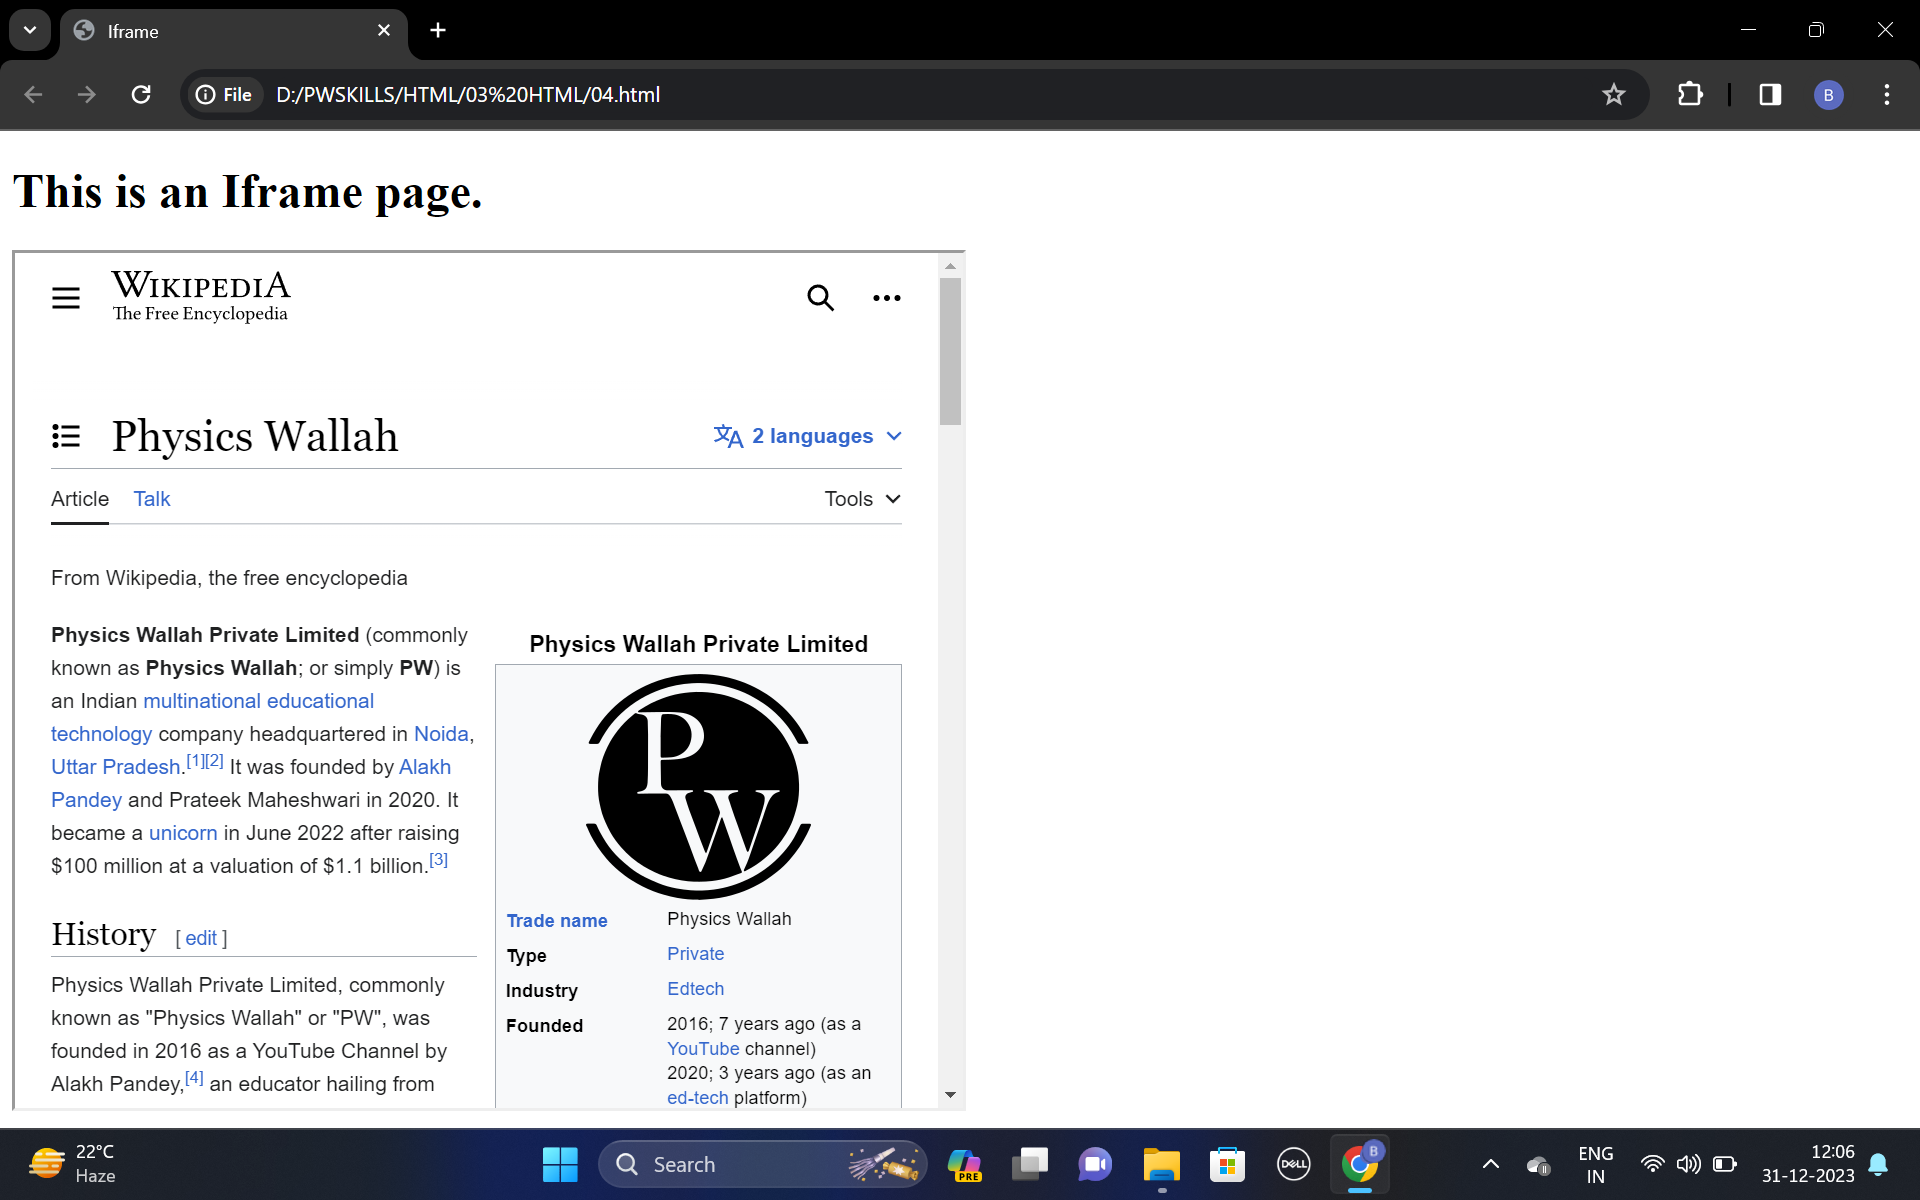 Iframe
File D:/PWSKILLS/HTML/03%20HTML/04.html
B
This is an Iframe page.
WIKIPEDIA
The Free Encyclopedia
Physics Wallah
文A 2 languages
Article Talk
Tools
From Wikipedia, the free encyclopedia
Physics Wallah Private Limited (commonly
known as Physics Wallah; or simply PW) is
an Indian multinational educational
technology company headquartered in Noida,
Uttar Pradesh.[1][2] It was founded by Alakh
Pandey and Prateek Maheshwari in 2020. It
became a unicorn in June 2022 after raising
$100 million at a valuation of $1.1 billion.[3]
History [ edit ]
Physics Wallah Private Limited, commonly
known as "Physics Wallah" or "PW", was
founded in 2016 as a YouTube Channel by
Alakh Pandey,[4] an educator hailing from
Physics Wallah Private Limited
P
W
Trade name Physics Wallah
Type Private
Industry Edtech
Founded 2016; 7 years ago (as a
YouTube channel)
2020; 3 years ago (as an
ed-tech platform)
22°C
Haze
Search
PRE
DELL
B
ENG
IN
12:06
31-12-2023